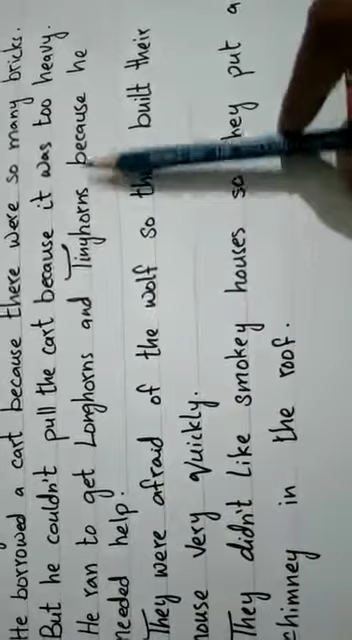 He borrowed a cart because there were so many bricks.
But he couldn't pull the cart because it was too heavy.
He ran to get Longhorns and Tinyhorns because he
needed help.
They were afraid of the wolf so built their
house very quickly.
They didn't like smokey houses so they put a
chimney in the roof.